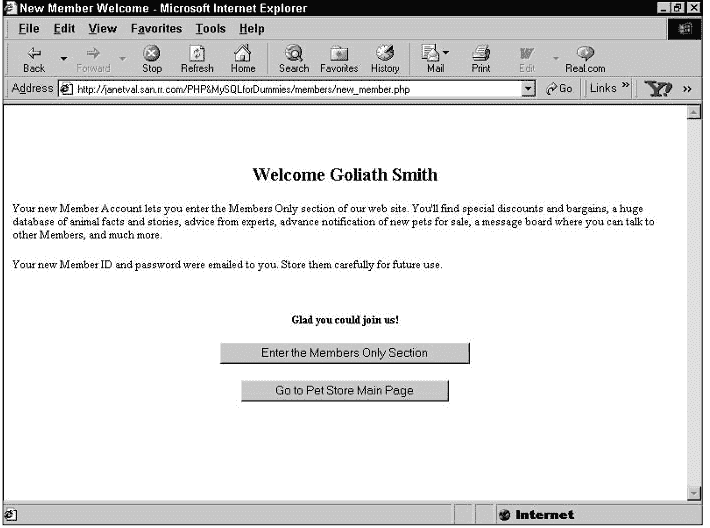 New Member Welcome - Microsoft Internet Explorer
File Edit View Favorites Tools Help
Back Forward Stop Refresh Home Search Favorites History Mail Print Edit Real.com
Address http://janetval.san.rr.com/PHP&MySQLforDummies/members/new_member.php Go Links »  Y! »
Welcome Goliath Smith
Your new Member Account lets you enter the Members Only section of our web site. You'll find special discounts and bargains, a huge
database of animal facts and stories, advice from experts, advance notification of new pets for sale, a message board where you can talk to
other Members, and much more.
Your new Member ID and password were emailed to you. Store them carefully for future use.
Glad you could join us!
Enter the Members Only Section
Go to Pet Store Main Page
Internet